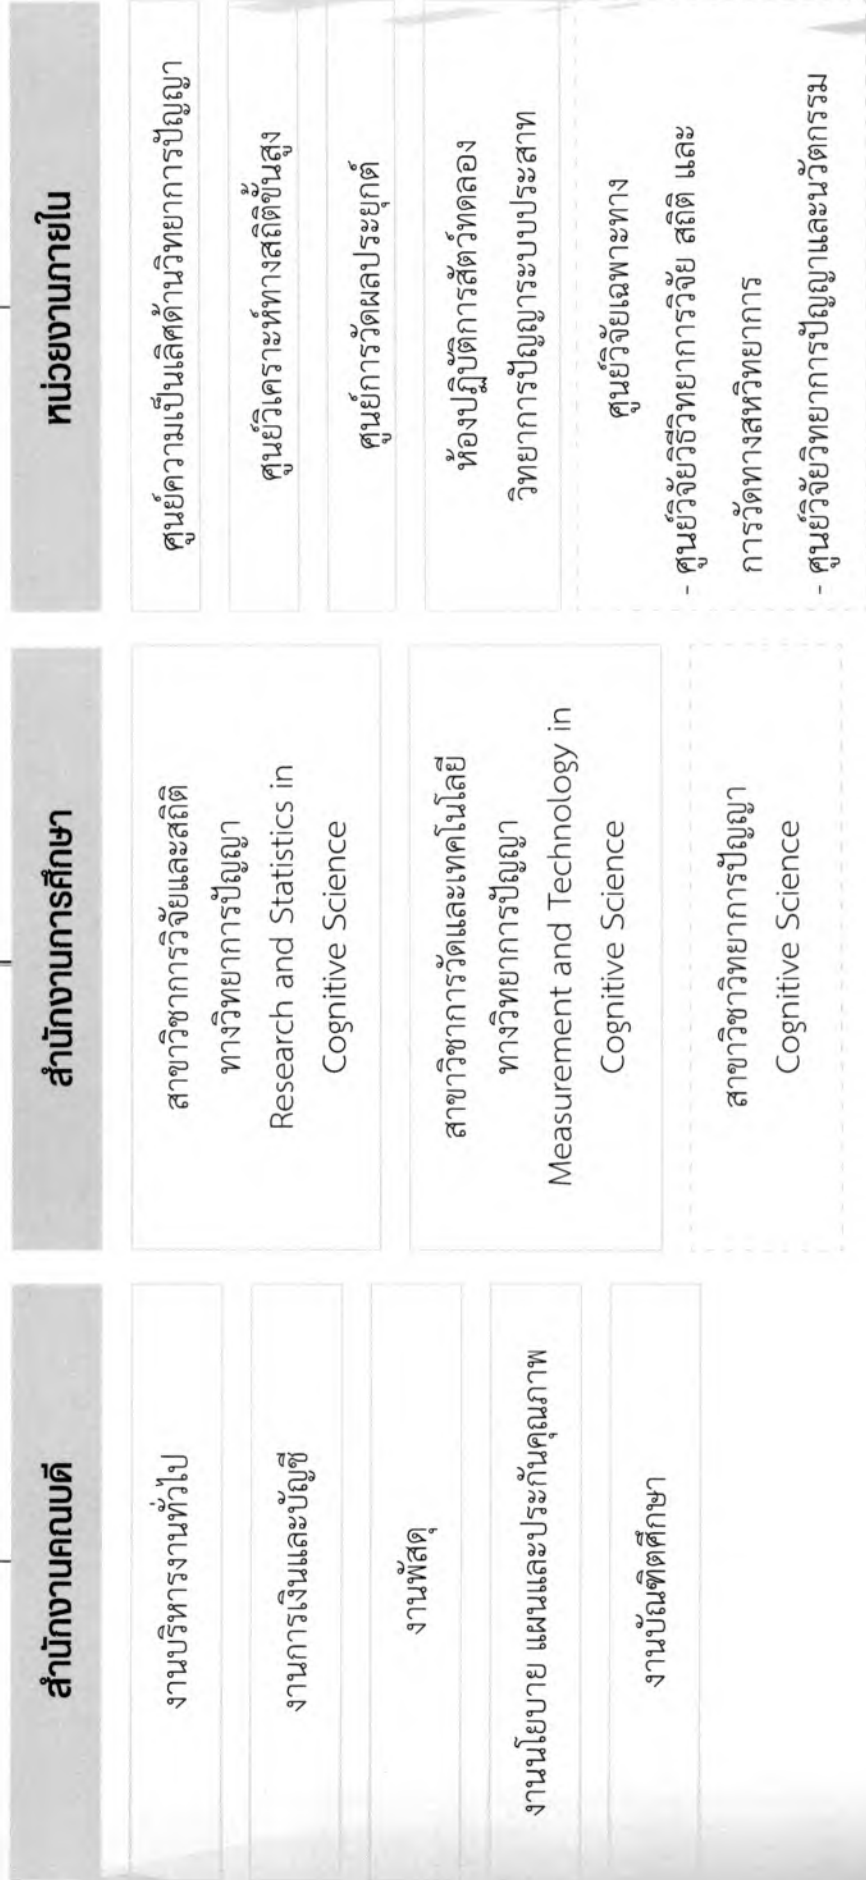 สำนักงานคณบดี
งานบริหารงานทั่วไป
งานการเงินและบัญชี
งานพัสดุ
งานนโยบาย แผนและประกันคุณภาพ
งานบัณฑิตศึกษา
สำนักงานการศึกษา
สาขาวิชาการวิจัยและสถิติ
ทางวิทยาการปัญญา
Research and Statistics in
Cognitive Science
สาขาวิชาการวัดและเทคโนโลยี
ทางวิทยาการปัญญา
Measurement and Technology in
Cognitive Science
สาขาวิชาวิทยาการปัญญา
Cognitive Science
หน่วยงานภายใน
ศูนย์ความเป็นเลิศด้านวิทยาการปัญญา
ศูนย์วิเคราะห์ทางสถิติขั้นสูง
ศูนย์การวัดผลประยุกต์
ห้องปฏิบัติการสัตว์ทดลอง
วิทยาการปัญญาระบบประสาท
ศูนย์วิจัยเฉพาะทาง
- ศูนย์วิจัยวิธีวิทยาการวิจัย สถิติ และ
การวัดทางสหวิทยาการ
- ศูนย์วิจัยวิทยาการปัญญาและนวัตกรรม